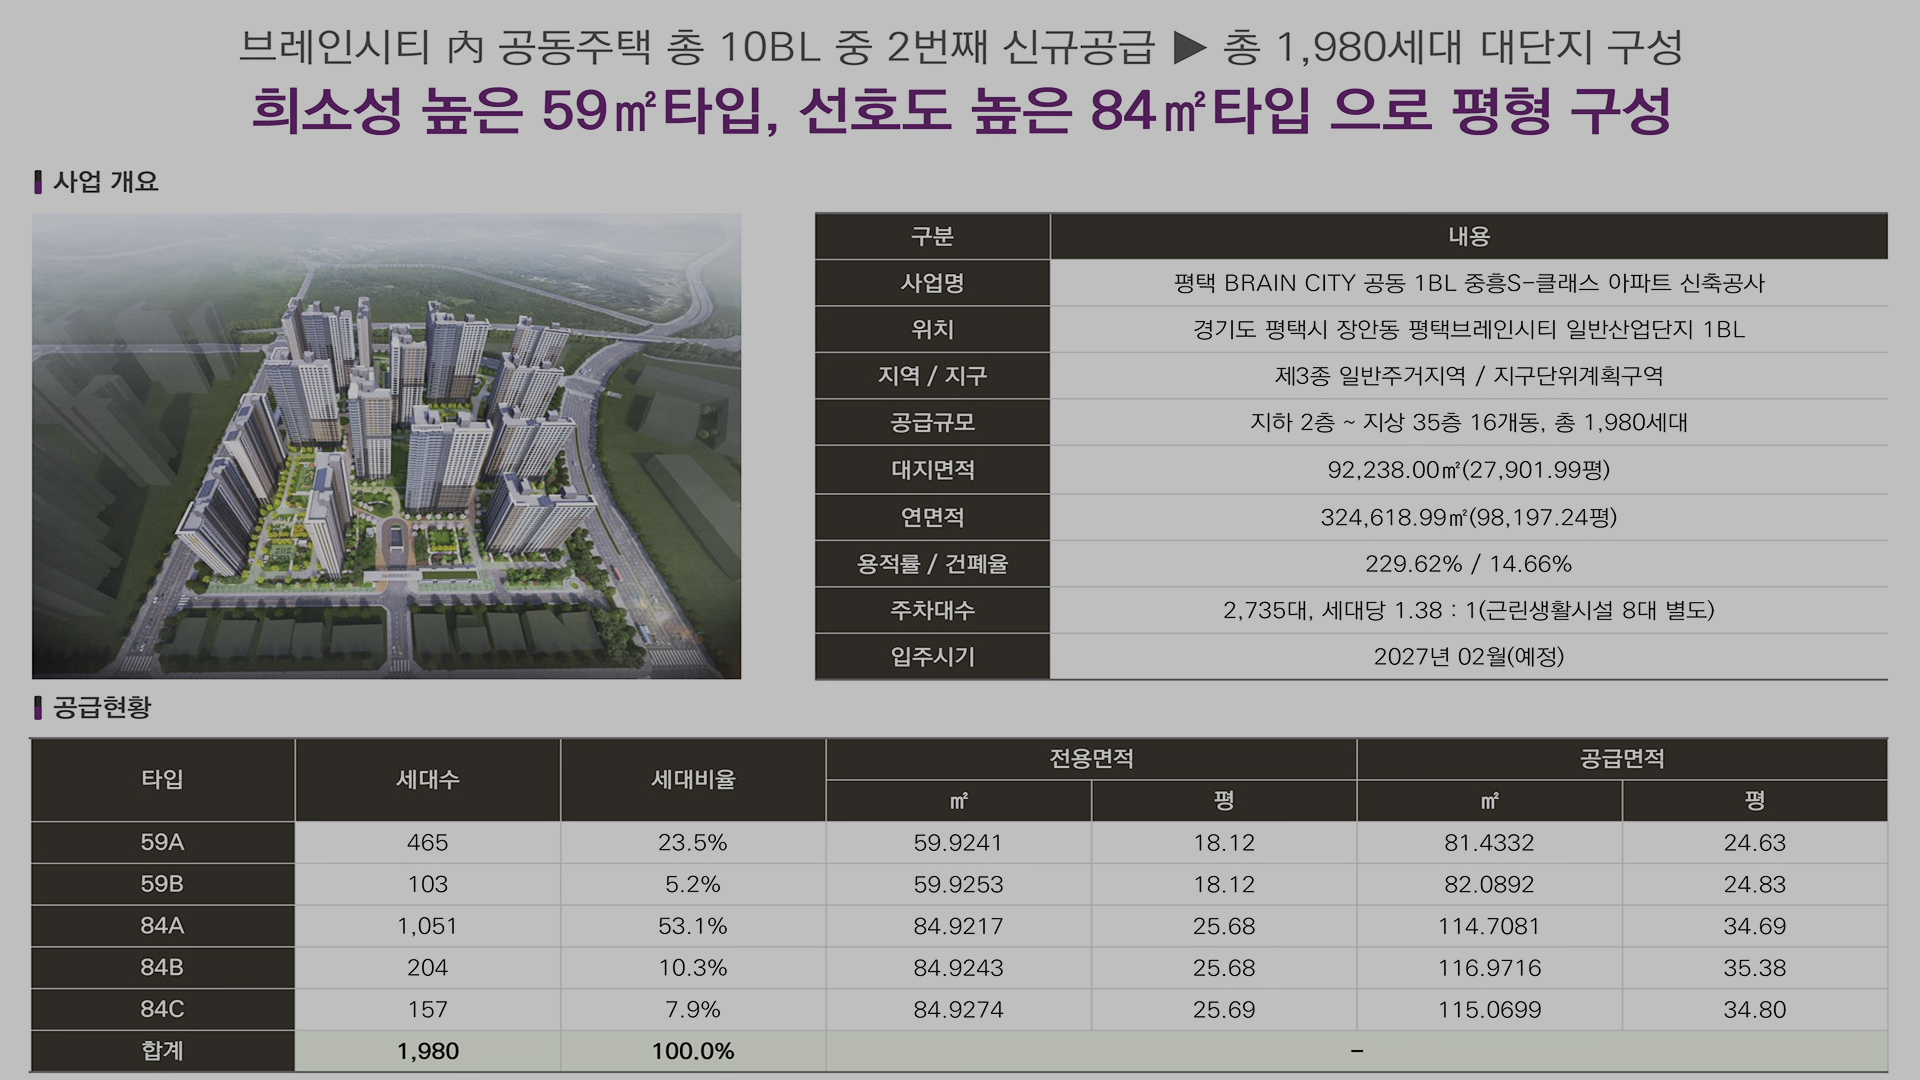 브레인시티 內 공동주택 총 10BL 중 2번째 신규공급 ▶ 총 1,980세대 대단지 구성
희소성 높은 59㎡타입, 선호도 높은 84㎡타입 으로 평형 구성
사업 개요
구분 내용
사업명 평택 BRAIN CITY 공동 1BL 중흥S-클래스 아파트 신축공사
위치 경기도 평택시 장안동 평택브레인시티 일반산업단지 1BL
지역 / 지구 제3종 일반주거지역 / 지구단위계획구역
공급규모 지하 2층 ~ 지상 35층 16개동, 총 1,980세대
대지면적 92,238.00㎡(27,901.99평)
연면적 324,618.99㎡(98,197.24평)
용적률 / 건폐율 229.62% / 14.66%
주차대수 2,735대, 세대당 1.38 : 1(근린생활시설 8대 별도)
입주시기 2027년 02월(예정)
공급현황
타입 세대수 세대비율 전용면적 공급면적
㎡ 평 ㎡ 평
59A 465 23.5% 59.9241 18.12 81.4332 24.63
59B 103 5.2% 59.9253 18.12 82.0892 24.83
84A 1,051 53.1% 84.9217 25.68 114.7081 34.69
84B 204 10.3% 84.9243 25.68 116.9716 35.38
84C 157 7.9% 84.9274 25.69 115.0699 34.80
합계 1,980 100.0% -